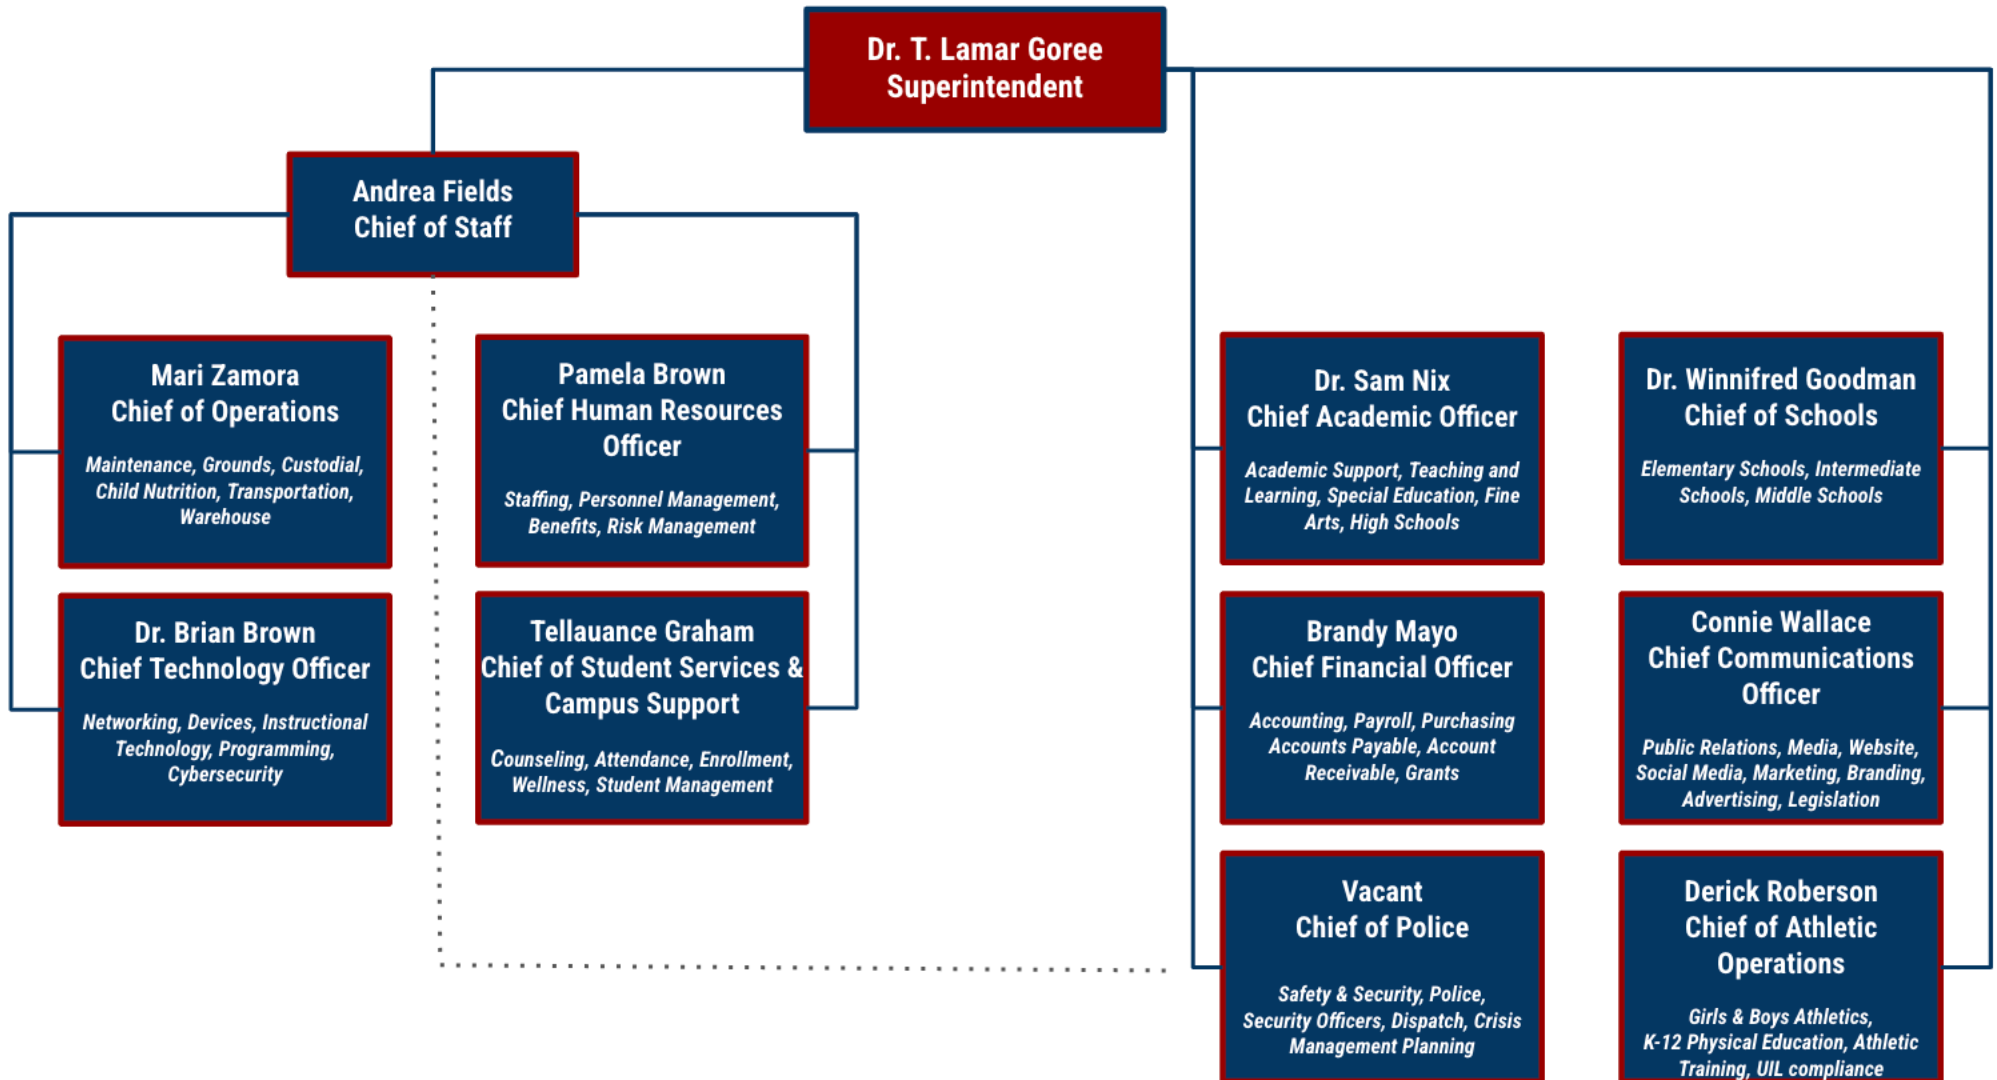 Dr. T. Lamar Goree
Superintendent
Andrea Fields
Chief of Staff
Mari Zamora
Chief of Operations
Maintenance, Grounds, Custodial,
Child Nutrition, Transportation,
Warehouse
Pamela Brown
Chief Human Resources
Officer
Staffing, Personnel Management,
Benefits, Risk Management
Dr. Brian Brown
Chief Technology Officer
Networking, Devices, Instructional
Technology, Programming,
Cybersecurity
Tellauance Graham
Chief of Student Services &
Campus Support
Counseling, Attendance, Enrollment,
Wellness, Student Management
Dr. Sam Nix
Chief Academic Officer
Academic Support, Teaching and
Learning, Special Education, Fine
Arts, High Schools
Dr. Winnifred Goodman
Chief of Schools
Elementary Schools, Intermediate
Schools, Middle Schools
Brandy Mayo
Chief Financial Officer
Accounting, Payroll, Purchasing
Accounts Payable, Account
Receivable, Grants
Connie Wallace
Chief Communications
Officer
Public Relations, Media, Website,
Social Media, Marketing, Branding,
Advertising, Legislation
Vacant
Chief of Police
Safety & Security, Police,
Security Officers, Dispatch, Crisis
Management Planning
Derick Roberson
Chief of Athletic
Operations
Girls & Boys Athletics,
K-12 Physical Education, Athletic
Training, UIL compliance